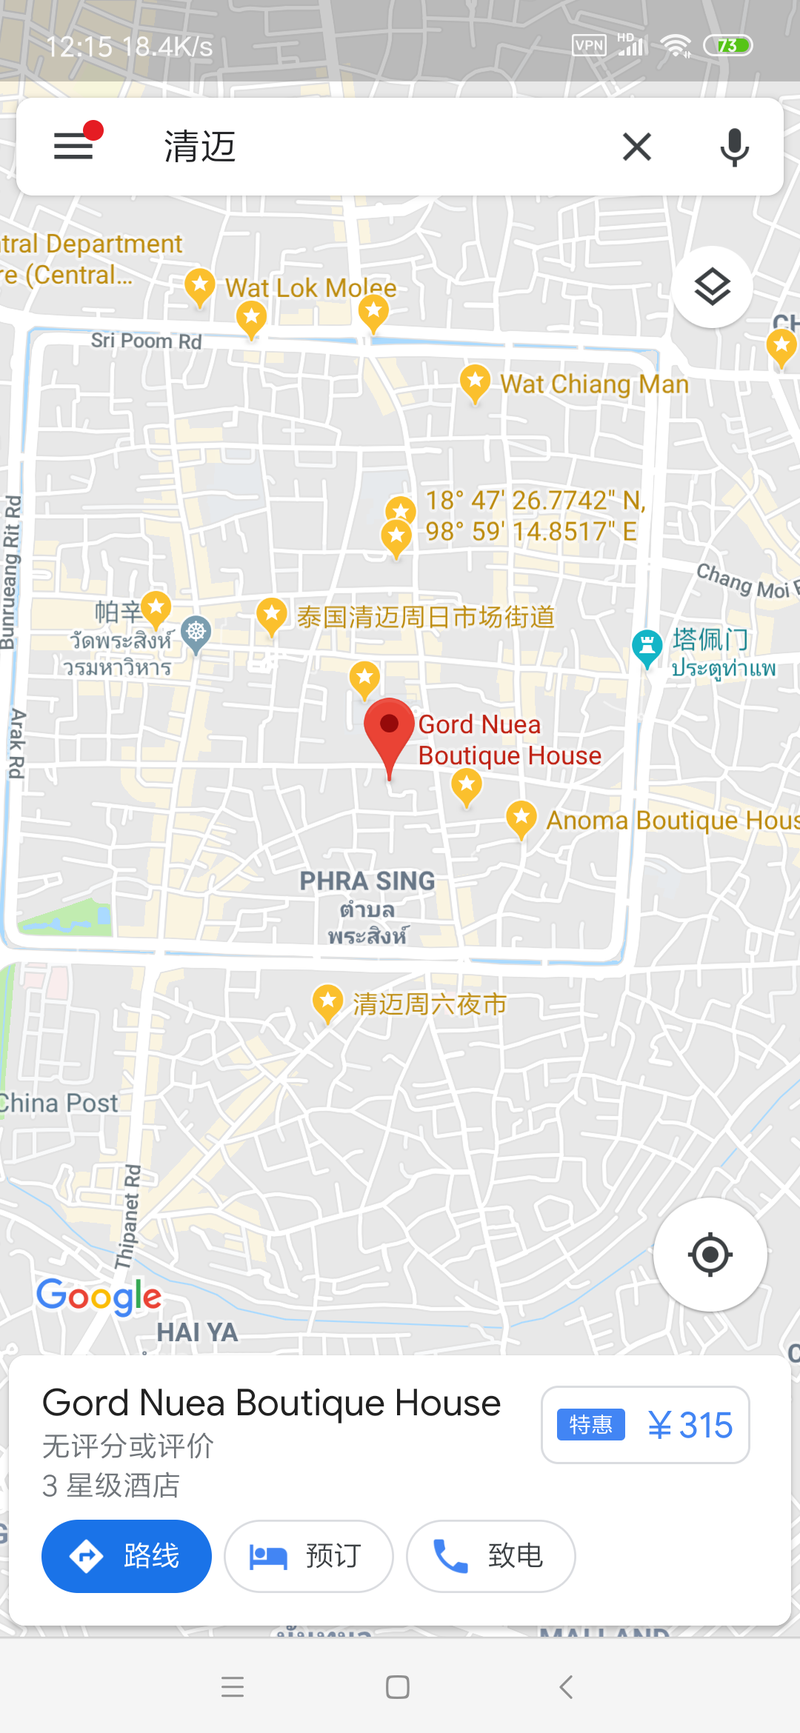 12:15 18.4K/s
VPN HD 73
清迈
tral Department
re (Central...
Wat Lok Molee
Sri Poom Rd
Wat Chiang Man
18° 47' 26.7742" N,
98° 59' 14.8517" E
Bunrueang Rit Rd
Chang Moi
帕辛
วัดพระสิงห์
วรมหาวิหาร
泰国清迈周日市场街道
塔佩门
ประตูท่าแพ
Arak Rd
Gord Nuea
Boutique House
Anoma Boutique Hous
PHRA SING
ตำบล
พระสิงห์
清迈周六夜市
China Post
Thipanet Rd
Google
HAI YA
Gord Nuea Boutique House
特惠 ￥315
无评分或评价
3 星级酒店
路线 预订 致电